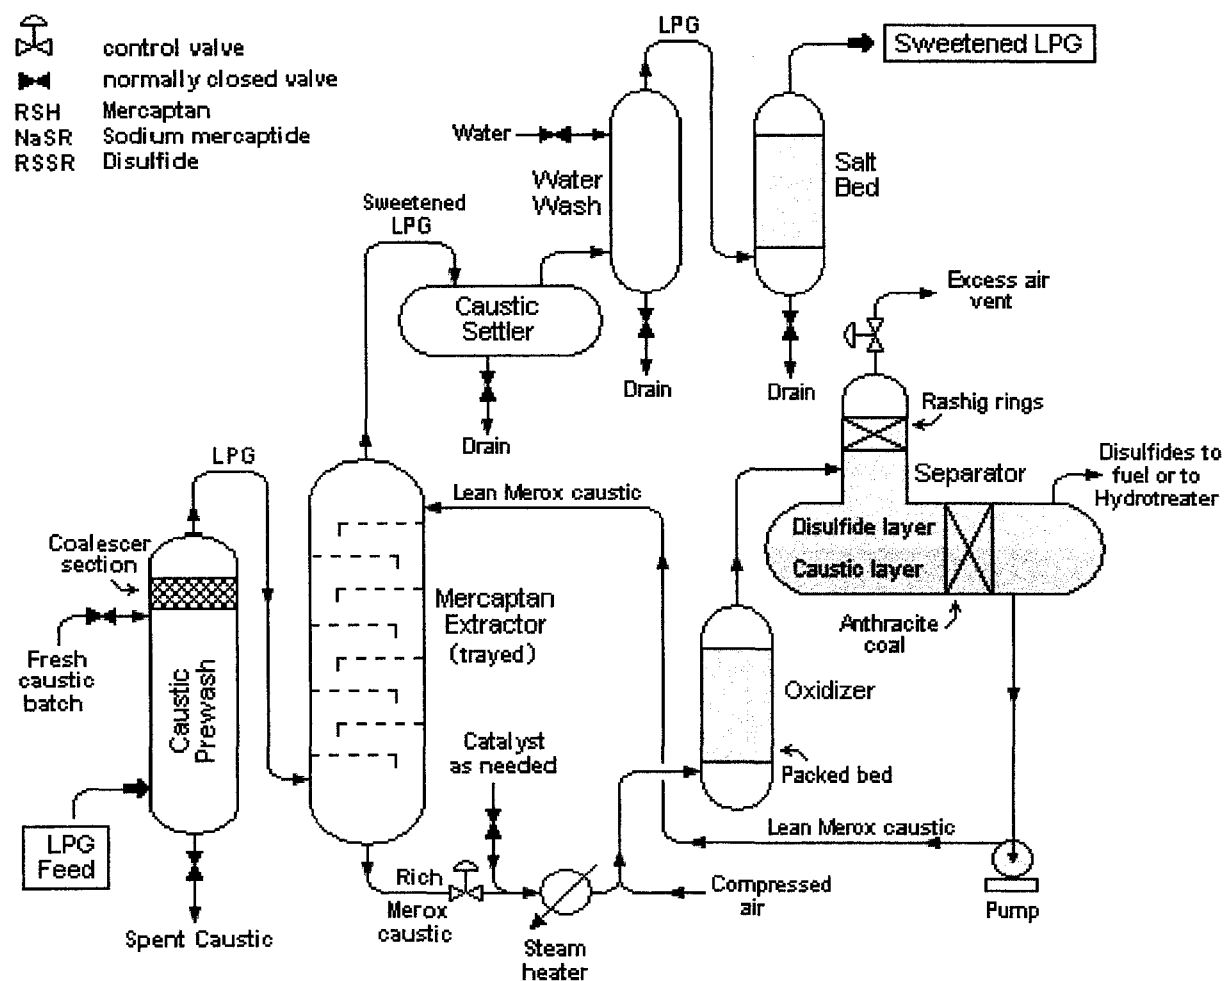 control valve
normally closed valve
RSH Mercaptan
NaSR Sodium mercaptide
RSSR Disulfide
LPG
Sweetened LPG
Water
Water
Wash
Salt
Bed
Sweetened
LPG
Caustic
Settler
Excess air
vent
Drain
Drain
Drain
Rashig rings
LPG
Lean Merox caustic
Separator
Disulfides to
fuel or to
Hydrotreater
Disulfide layer
Caustic layer
Coalescer
section
Mercaptan
Extractor
(trayed)
Anthracite
coal
Fresh
caustic
batch
Caustic
Prewash
Oxidizer
Catalyst
as needed
Packed bed
LPG
Feed
Lean Merox caustic
Rich
Merox
caustic
Compressed
air
Pump
Spent Caustic
Steam
heater